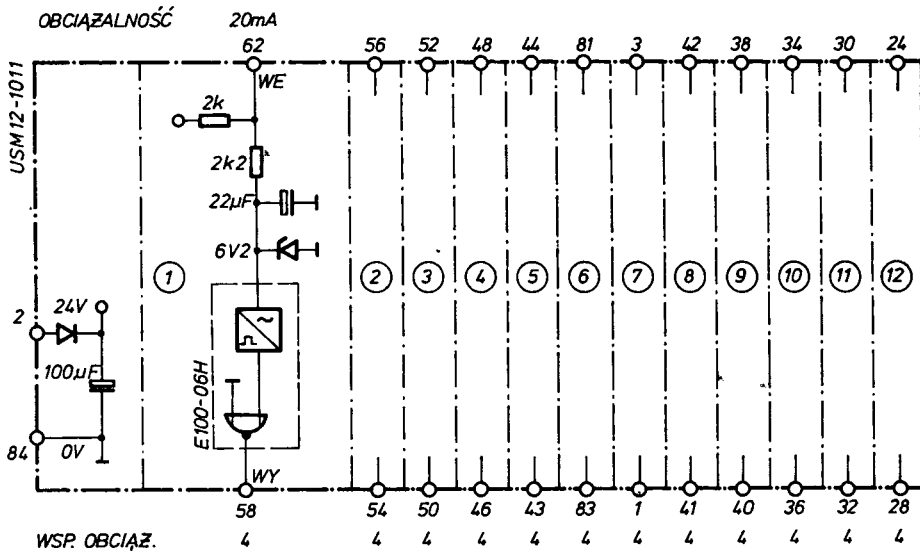 OBCIĄZALNOŚĆ 20mA
62 56 52 48 44 81 3 42 38 34 30 24
USM 12-1011
WE
2k
2k2
22µF
6V2
1 2 3 4 5 6 7 8 9 10 11 12
2
24V
100µF
E100-06H
84
0V
WY
58 54 50 46 43 83 1 41 40 36 32 28
WSP. OBCIĄZ. 4 4 4 4 4 4 4 4 4 4 4 4